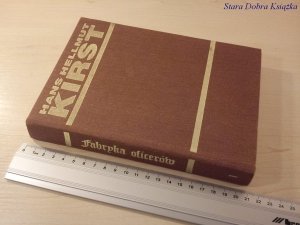 Stara Dobra Książka
HANS HELLMUT
KIRST
Fabryka oficerów